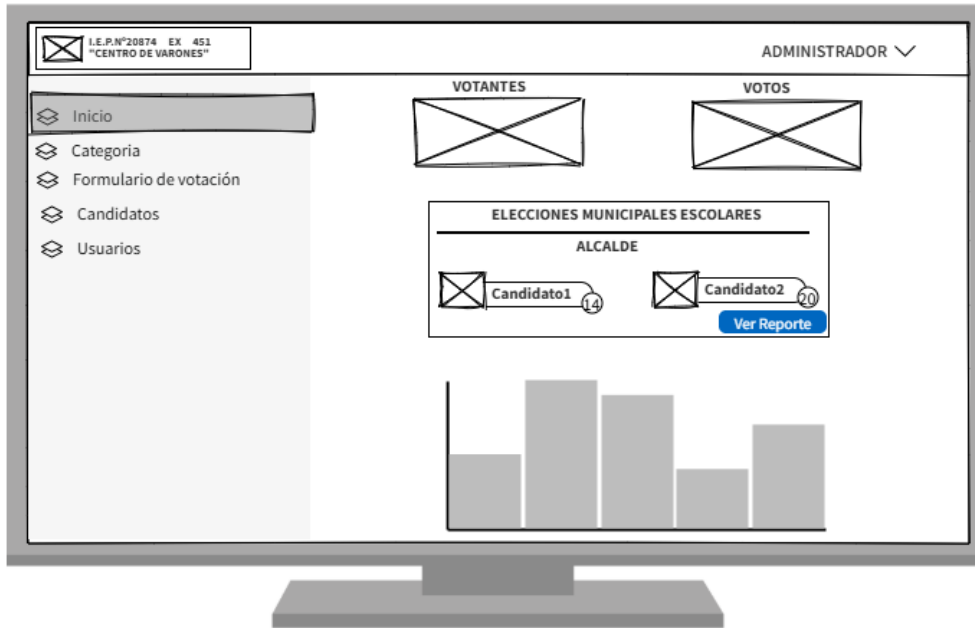 I.E.P.Nº20874 EX 451
"CENTRO DE VARONES"
ADMINISTRADOR
Inicio
Categoria
Formulario de votación
Candidatos
Usuarios
VOTANTES
VOTOS
ELECCIONES MUNICIPALES ESCOLARES
ALCALDE
Candidato1
14
Candidato2
20
Ver Reporte